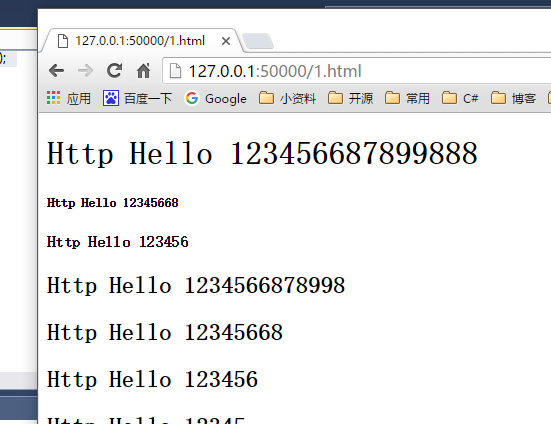 );
127.0.0.1:50000/1.html
127.0.0.1:50000/1.html
应用 百度一下 Google 小资料 开源 常用 C# 博客
Http Hello 123456687899888
Http Hello 12345668
Http Hello 123456
Http Hello 1234566878998
Http Hello 12345668
Http Hello 123456
Http Hello 12345